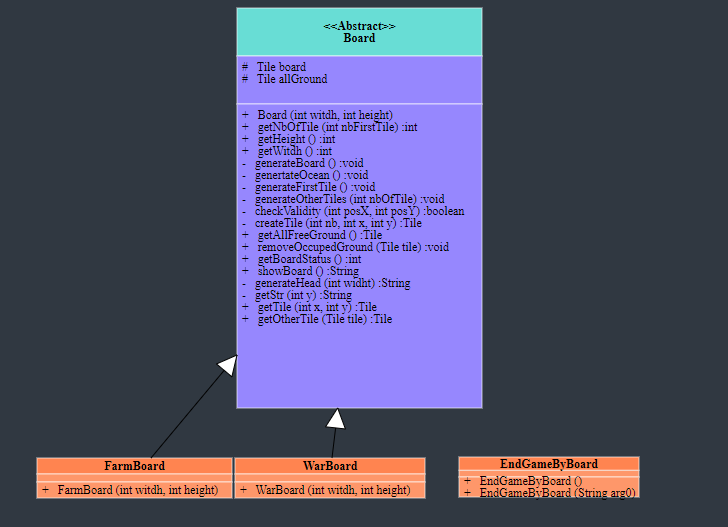 <<Abstract>>
Board
# Tile board
# Tile allGround
+ Board (int witdh, int height)
+ getNbOfTile (int nbFirstTile) :int
+ getHeight () :int
+ getWitdh () :int
- generateBoard () :void
- genertateOcean () :void
- generateFirstTile () :void
- generateOtherTiles (int nbOfTile) :void
- checkValidity (int posX, int posY) :boolean
- createTile (int nb, int x, int y) :Tile
+ getAllFreeGround () :Tile
+ removeOccupedGround (Tile tile) :void
+ getBoardStatus () :int
+ showBoard () :String
- generateHead (int widht) :String
- getStr (int y) :String
+ getTile (int x, int y) :Tile
+ getOtherTile (Tile tile) :Tile
FarmBoard
+ FarmBoard (int witdh, int height)
WarBoard
+ WarBoard (int witdh, int height)
EndGameByBoard
+ EndGameByBoard ()
+ EndGameByBoard (String arg0)